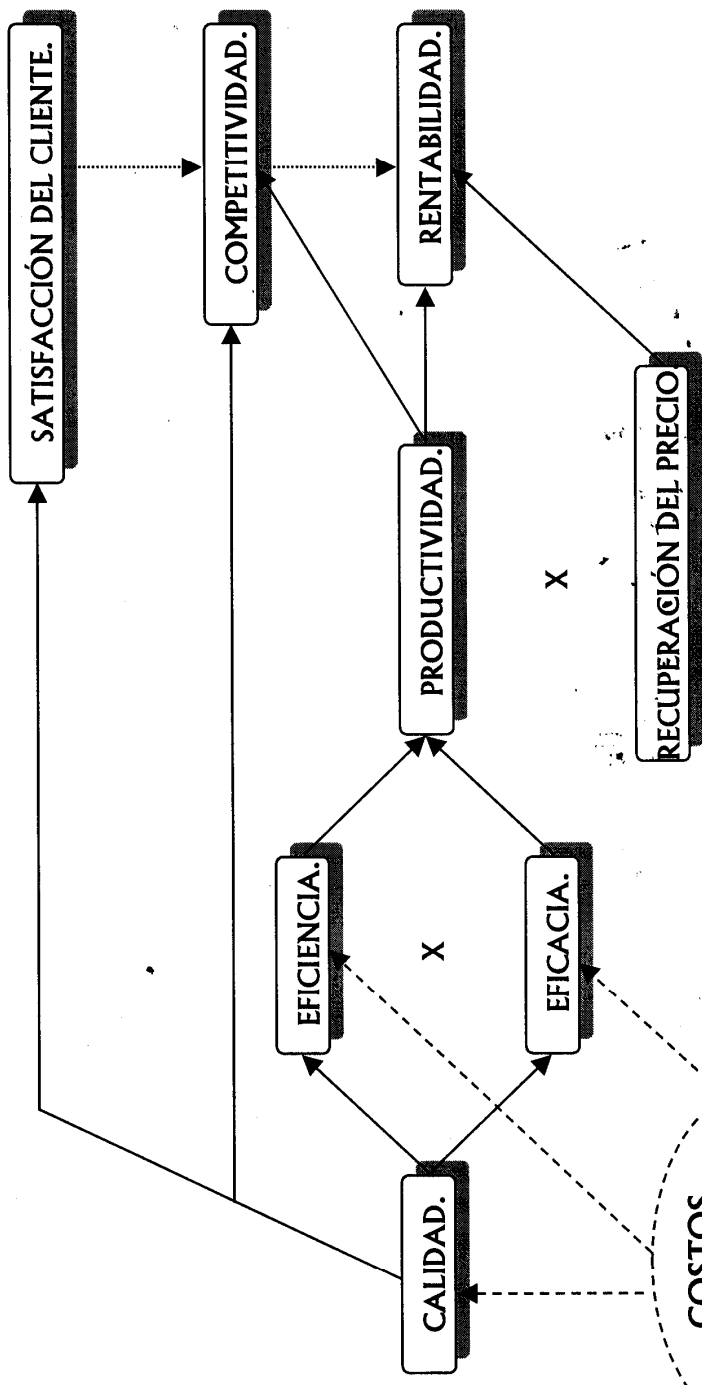 SATISFACCIÓN DEL CLIENTE.
COMPETITIVIDAD.
RENTABILIDAD.
PRODUCTIVIDAD.
X
RECUPERACIÓN DEL PRECIO
EFICIENCIA.
X
EFICACIA.
CALIDAD.
COSTOS